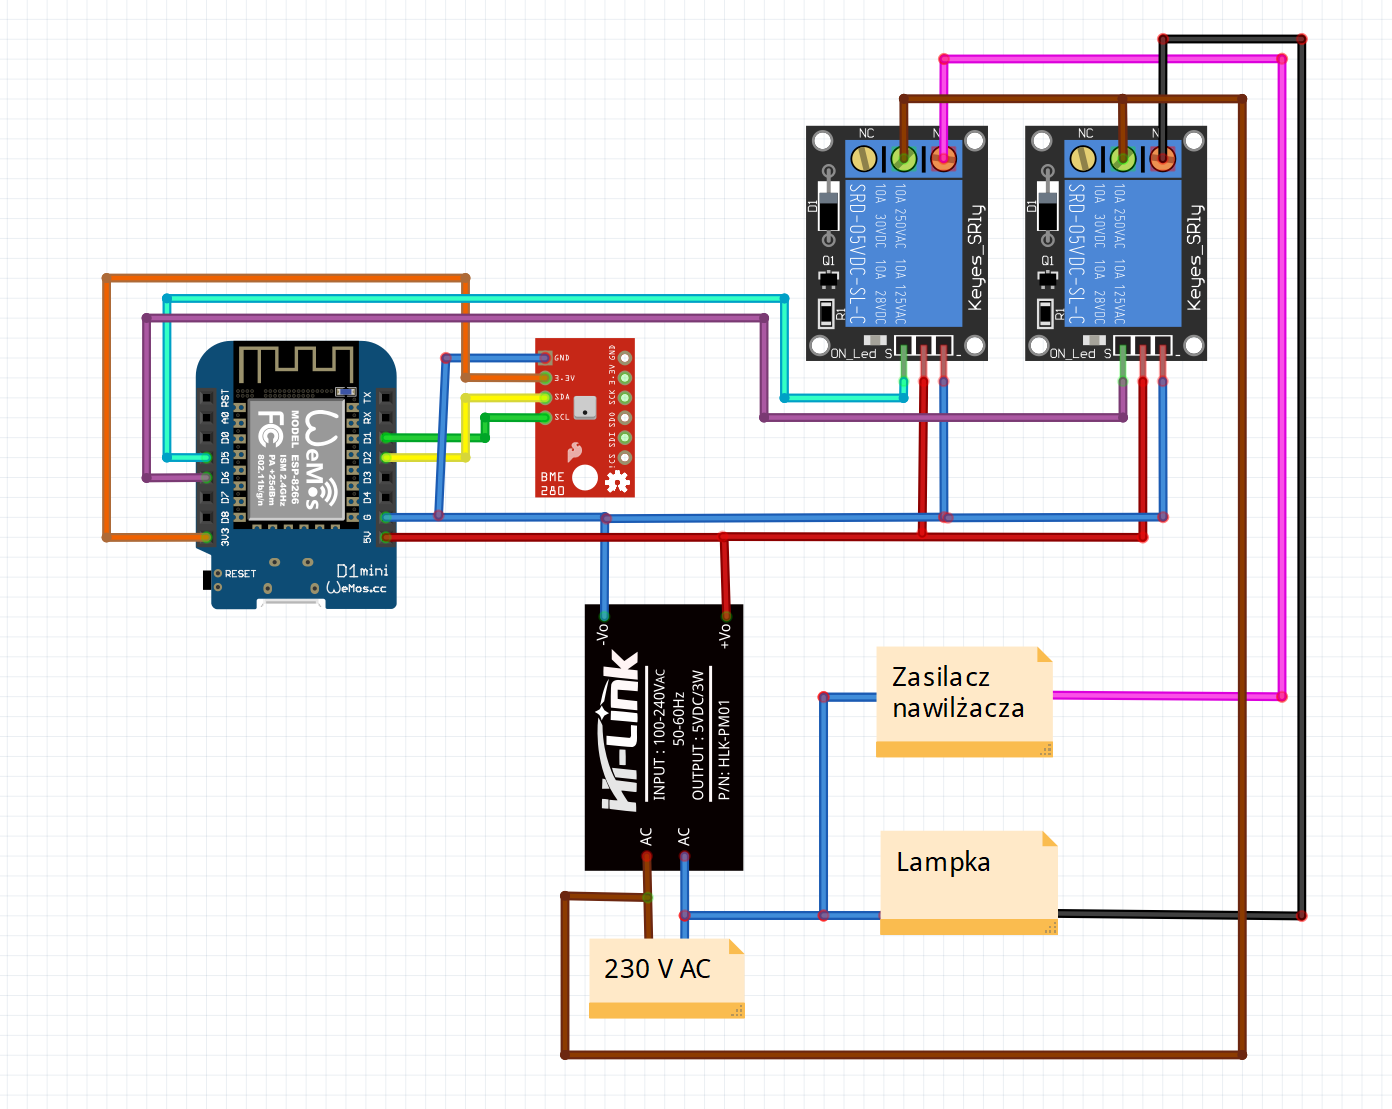 NC
N
NC
N
D1
SRD-05VDC-SL-C
10A 30VDC 10A 28VDC
10A 250VAC 10A 125VAC
Keyes_SRly
Q1
R1
ON_Led S
-
D1
SRD-05VDC-SL-C
10A 30VDC 10A 28VDC
10A 250VAC 10A 125VAC
Keyes_SRly
Q1
R1
ON_Led S
-
RST
A0
D0
D5
D6
D7
D8
3V3
TX
RX
D1
D2
D3
D4
G
5V
WeMos
MODEL ESP-8266
ISM 2.4GHz
PA +25dBm
802.11b/g/n
FC
RESET
D1mini
WeMos.cc
GND
3.3V
SDA
SCL
GND
3.3V
SCK
SDO
SDI
!CS
BME
280
-Vo
+Vo
Hi-Link
INPUT : 100-240VAC
50-60Hz
OUTPUT : 5VDC/3W
P/N: HLK-PM01
AC
AC
Zasilacz
nawilżacza
Lampka
230 V AC